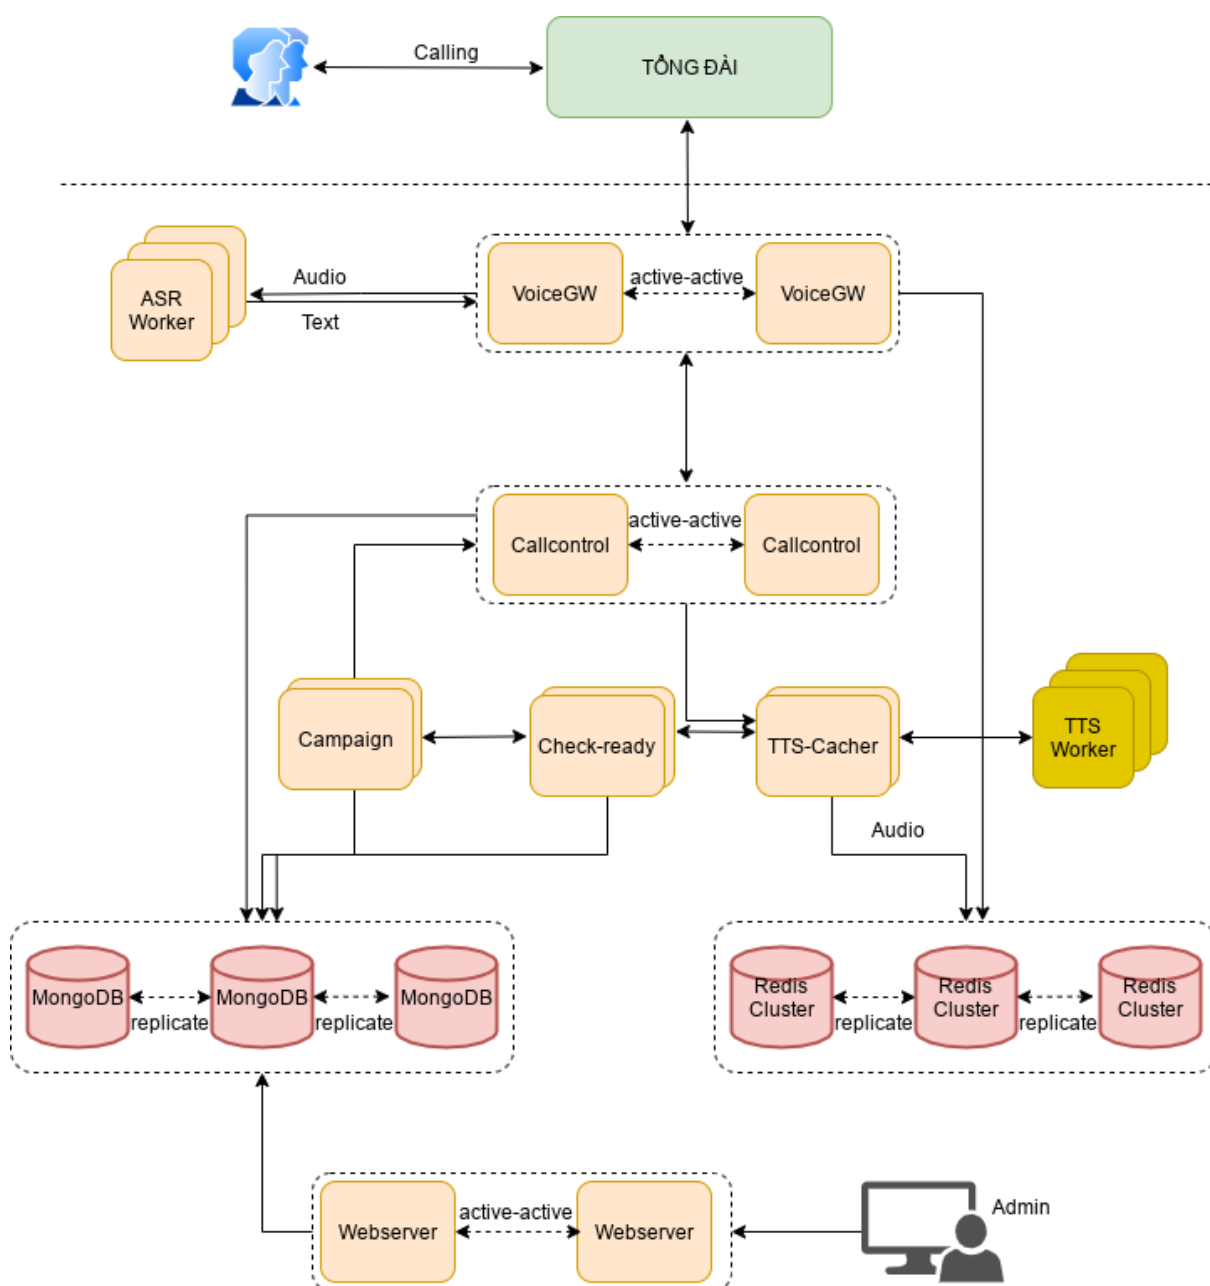 Calling
TỔNG ĐÀI
ASR
Worker
Audio
Text
VoiceGW
active-active
VoiceGW
Callcontrol
active-active
Callcontrol
Campaign
Check-ready
TTS-Cacher
TTS
Worker
Audio
MongoDB
replicate
MongoDB
replicate
MongoDB
Redis
Cluster
replicate
Redis
Cluster
replicate
Redis
Cluster
Webserver
active-active
Webserver
Admin